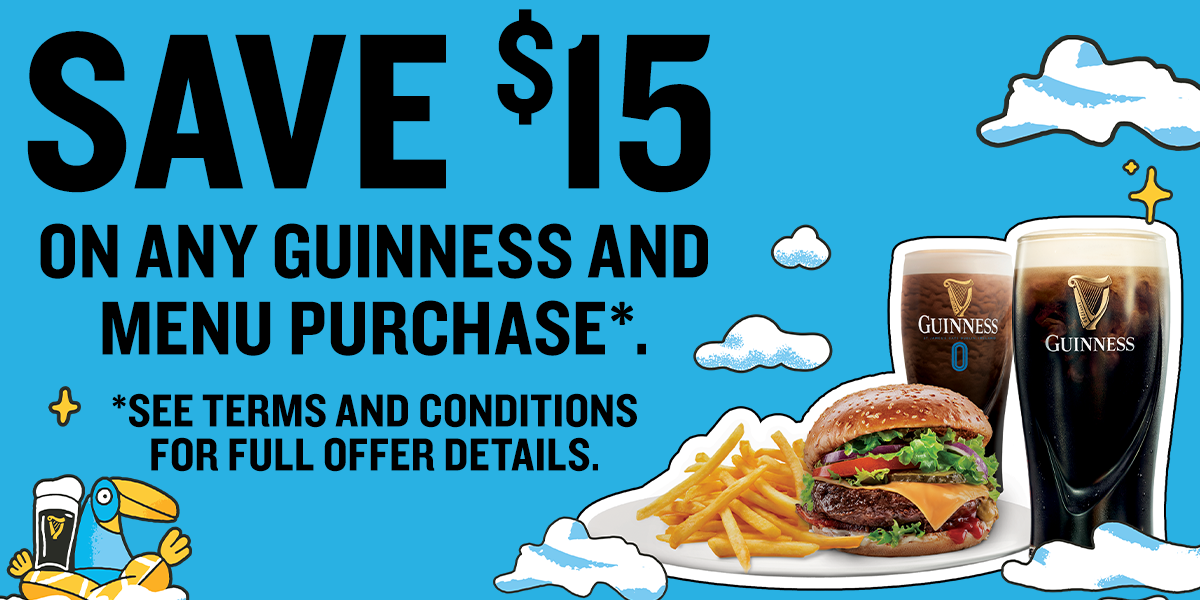 SAVE $15
ON ANY GUINNESS AND
MENU PURCHASE*.
*SEE TERMS AND CONDITIONS
FOR FULL OFFER DETAILS.
GUINNESS
0
GUINNESS